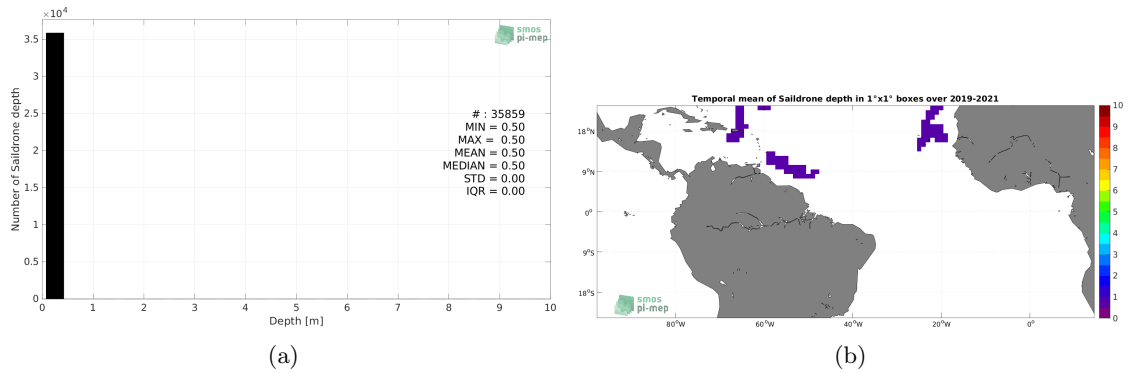 ×10⁴
3.5
3
2.5
2
1.5
1
0.5
0
Number of Saildrone depth
smos
pi-mep
# : 35859
MIN = 0.50
MAX = 0.50
MEAN = 0.50
MEDIAN = 0.50
STD = 0.00
IQR = 0.00
0 1 2 3 4 5 6 7 8 9 10
Depth [m]
(a)
Temporal mean of Saildrone depth in 1°x1° boxes over 2019-2021
18°N
9°N
0°
9°S
18°S
smos
pi-mep
80°W 60°W 40°W 20°W 0°
10
9
8
7
6
5
4
3
2
1
0
(b)